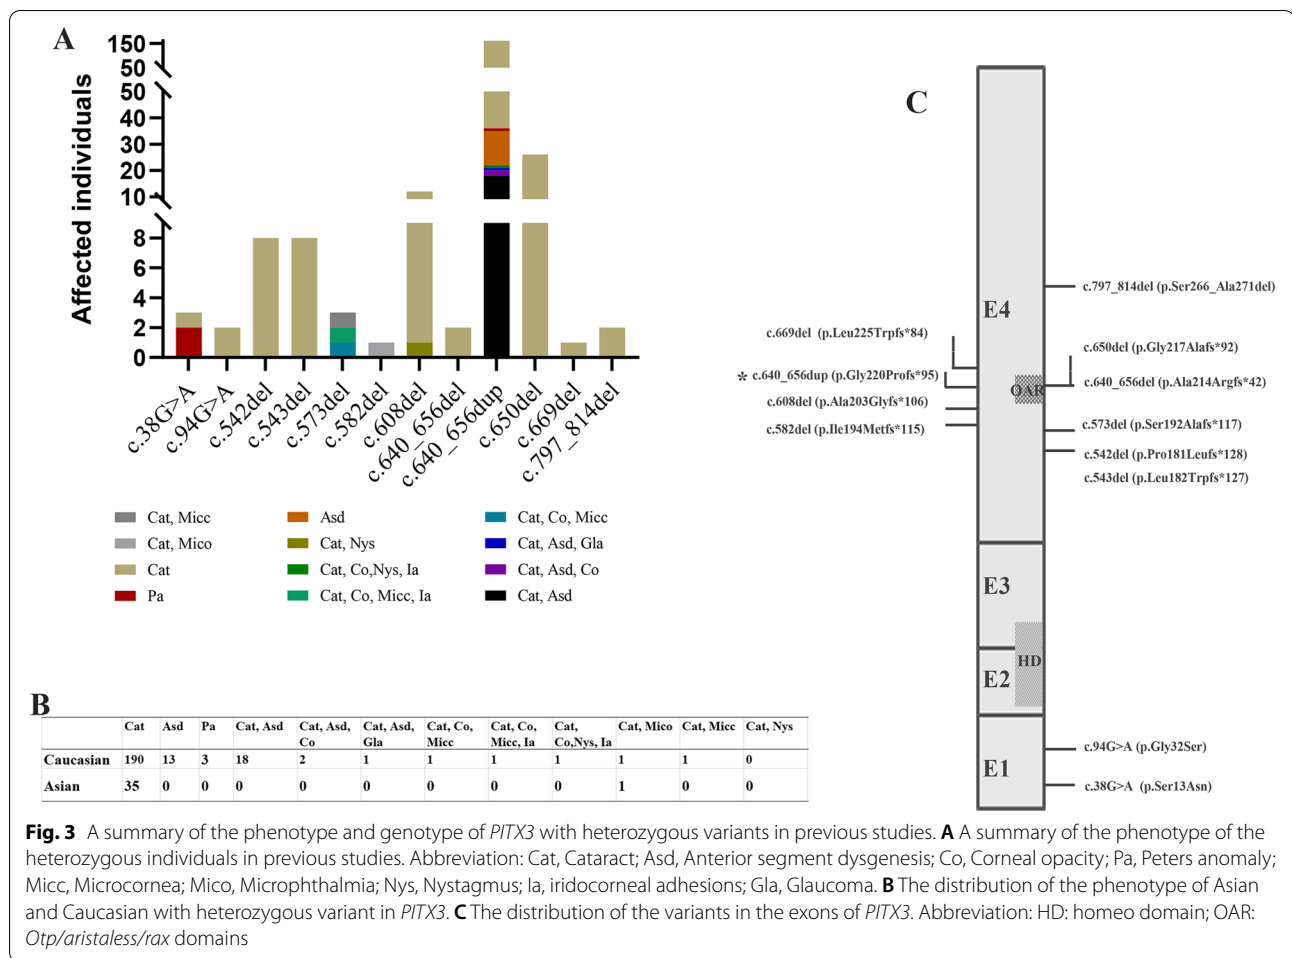 A
Affected individuals
150
50
50
40
30
20
10
8
6
4
2
0
c.38G>A
c.94G>A
c.542del
c.543del
c.573del
c.582del
c.608del
c.640_656del
c.640_656dup
c.650del
c.669del
c.797_814del
Cat, Micc
Cat, Mico
Cat
Pa
Asd
Cat, Nys
Cat, Co,Nys, Ia
Cat, Co, Micc, Ia
Cat, Co, Micc
Cat, Asd, Gla
Cat, Asd, Co
Cat, Asd
C
E4
OAR
E3
HD
E2
E1
c.669del (p.Leu225Trpfs*84)
* c.640_656dup (p.Gly220Profs*95)
c.608del (p.Ala203Glyfs*106)
c.582del (p.Ile194Metfs*115)
c.797_814del (p.Ser266_Ala271del)
c.650del (p.Gly217Alafs*92)
c.640_656del (p.Ala214Argfs*42)
c.573del (p.Ser192Alafs*117)
c.542del (p.Pro181Leufs*128)
c.543del (p.Leu182Trpfs*127)
c.94G>A (p.Gly32Ser)
c.38G>A (p.Ser13Asn)
B
Cat Asd Pa Cat, Asd Cat, Asd, Cat, Asd, Cat, Co, Cat, Co, Cat, Cat, Mico Cat, Micc Cat, Nys
Co Gla Micc Micc, Ia Co,Nys, Ia
Caucasian 190 13 3 18 2 1 1 1 1 1 1 0
Asian 35 0 0 0 0 0 0 0 0 1 0 0
Fig. 3 A summary of the phenotype and genotype of PITX3 with heterozygous variants in previous studies. A A summary of the phenotype of the
heterozygous individuals in previous studies. Abbreviation: Cat, Cataract; Asd, Anterior segment dysgenesis; Co, Corneal opacity; Pa, Peters anomaly;
Micc, Microcornea; Mico, Microphthalmia; Nys, Nystagmus; Ia, iridocorneal adhesions; Gla, Glaucoma. B The distribution of the phenotype of Asian
and Caucasian with heterozygous variant in PITX3. C The distribution of the variants in the exons of PITX3. Abbreviation: HD: homeo domain; OAR:
Otp/aristaless/rax domains